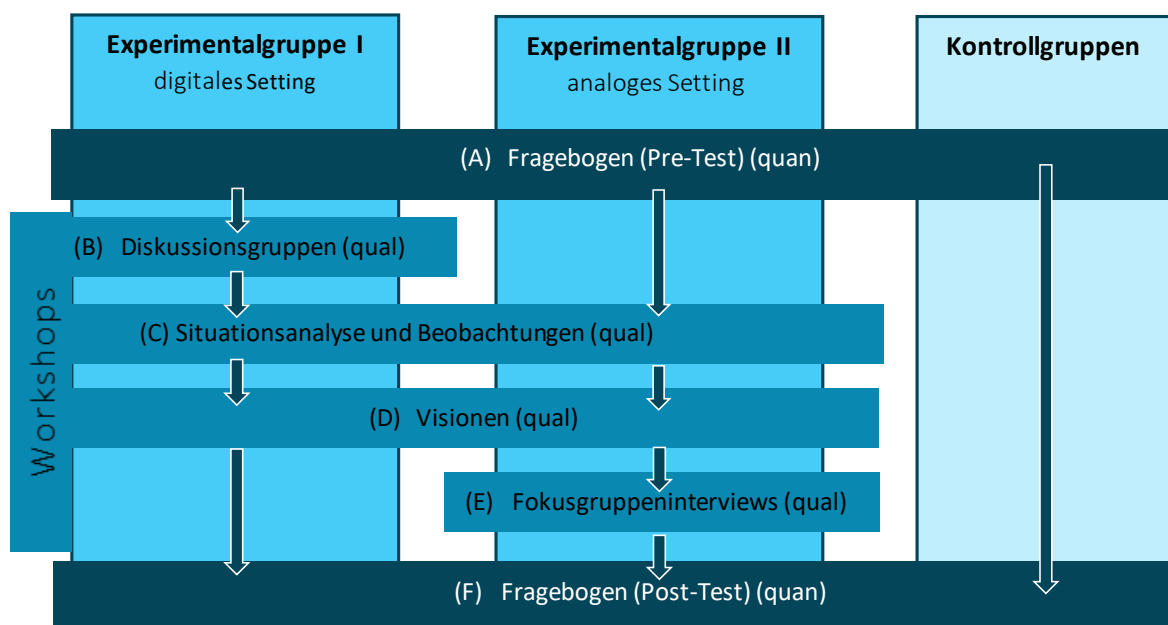 Experimentalgruppe I
digitales Setting
Experimentalgruppe II
analoges Setting
Kontrollgruppen
(A) Fragebogen (Pre-Test) (quan)
Workshops
(B) Diskussionsgruppen (qual)
(C) Situationsanalyse und Beobachtungen (qual)
(D) Visionen (qual)
(E) Fokusgruppeninterviews (qual)
(F) Fragebogen (Post-Test) (quan)